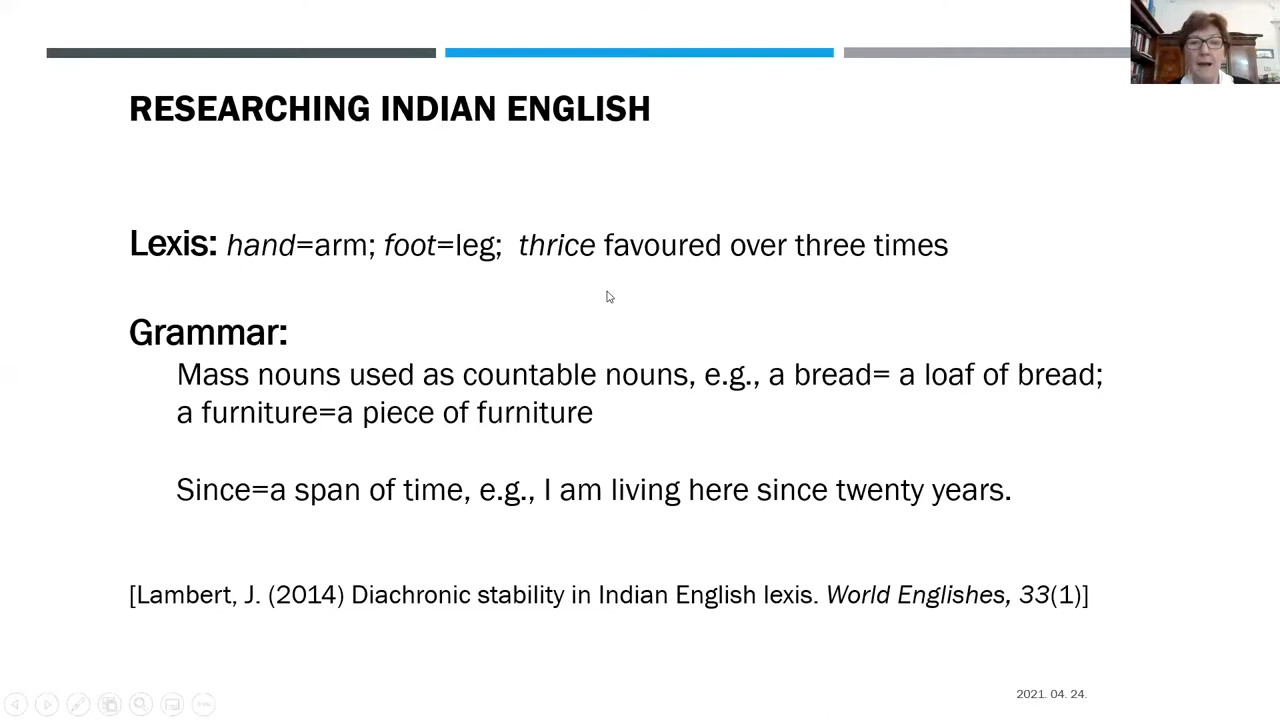 RESEARCHING INDIAN ENGLISH
Lexis: hand=arm; foot=leg;  thrice favoured over three times
Grammar:
Mass nouns used as countable nouns, e.g., a bread= a loaf of bread;
a furniture=a piece of furniture
Since=a span of time, e.g., I am living here since twenty years.
[Lambert, J. (2014) Diachronic stability in Indian English lexis. World Englishes, 33(1)]
2021. 04. 24.